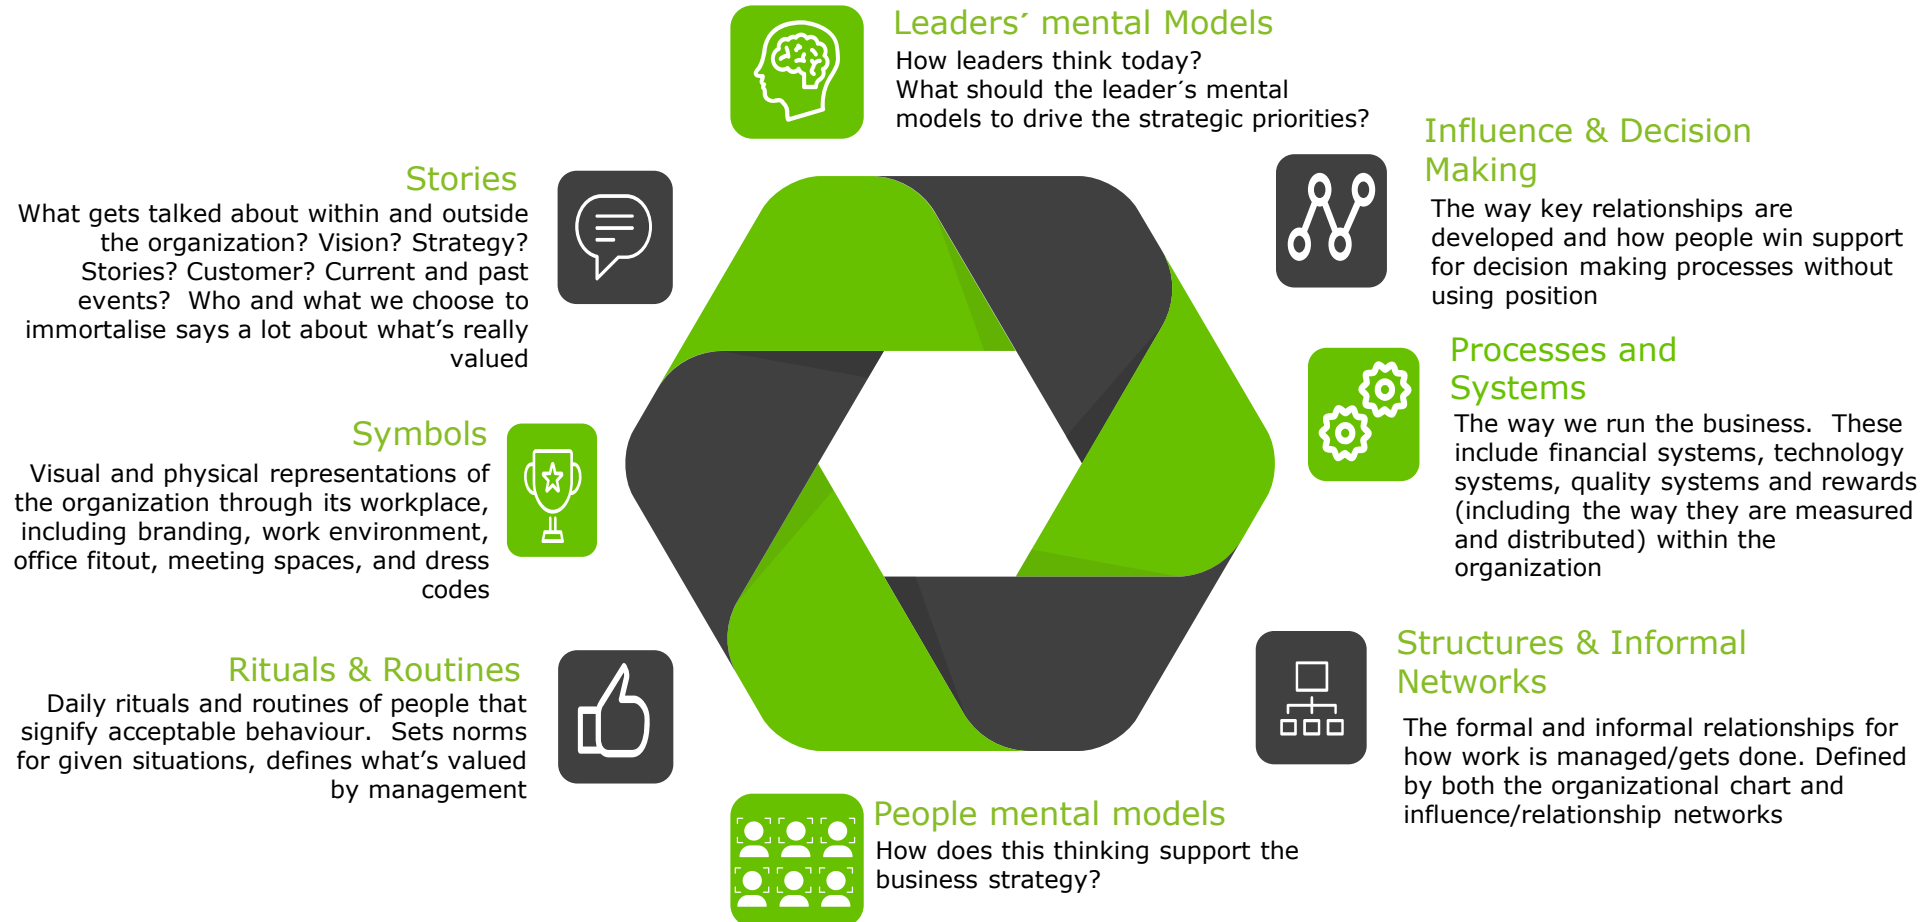 Leaders´ mental Models
How leaders think today?
What should the leader´s mental
models to drive the strategic priorities?
Influence & Decision
Making
The way key relationships are
developed and how people win support
for decision making processes without
using position
Processes and
Systems
The way we run the business.  These
include financial systems, technology
systems, quality systems and rewards
(including the way they are measured
and distributed) within the
organization
Structures & Informal
Networks
The formal and informal relationships for
how work is managed/gets done. Defined
by both the organizational chart and
influence/relationship networks
People mental models
How does this thinking support the
business strategy?
Rituals & Routines
Daily rituals and routines of people that
signify acceptable behaviour.  Sets norms
for given situations, defines what’s valued
by management
Symbols
Visual and physical representations of
the organization through its workplace,
including branding, work environment,
office fitout, meeting spaces, and dress
codes
Stories
What gets talked about within and outside
the organization? Vision? Strategy?
Stories? Customer? Current and past
events?  Who and what we choose to
immortalise says a lot about what’s really
valued